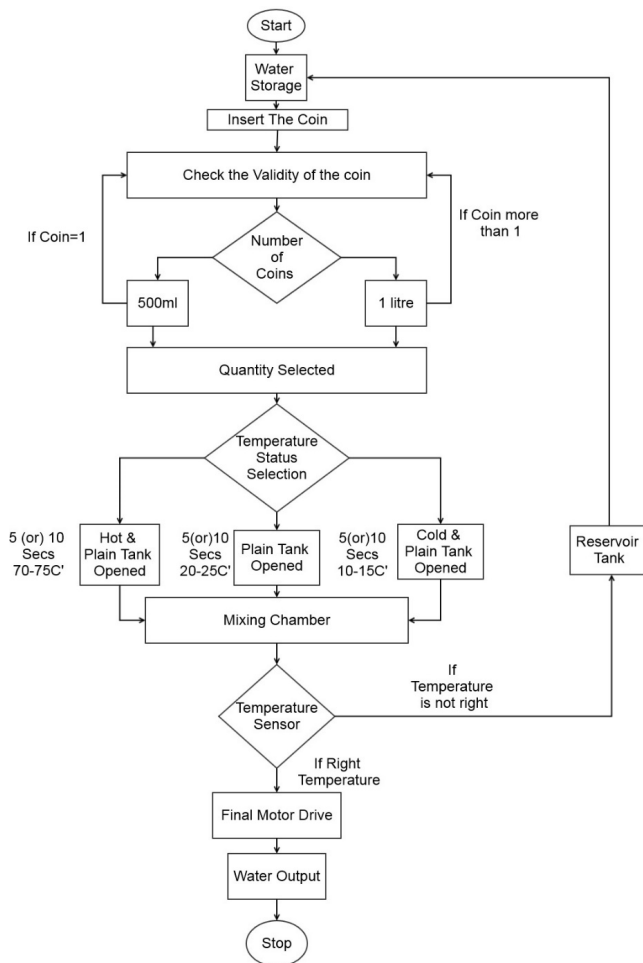 Start
Water
Storage
Insert The Coin
Check the Validity of the coin
If Coin=1
Number
of
Coins
If Coin more
than 1
500ml
1 litre
Quantity Selected
Temperature
Status
Selection
5 (or) 10
Secs
70-75C'
Hot &
Plain Tank
Opened
5(or)10
Secs
20-25C'
Plain Tank
Opened
5(or)10
Secs
10-15C'
Cold &
Plain Tank
Opened
Reservoir
Tank
Mixing Chamber
If
Temperature
is not right
Temperature
Sensor
If Right
Temperature
Final Motor Drive
Water Output
Stop